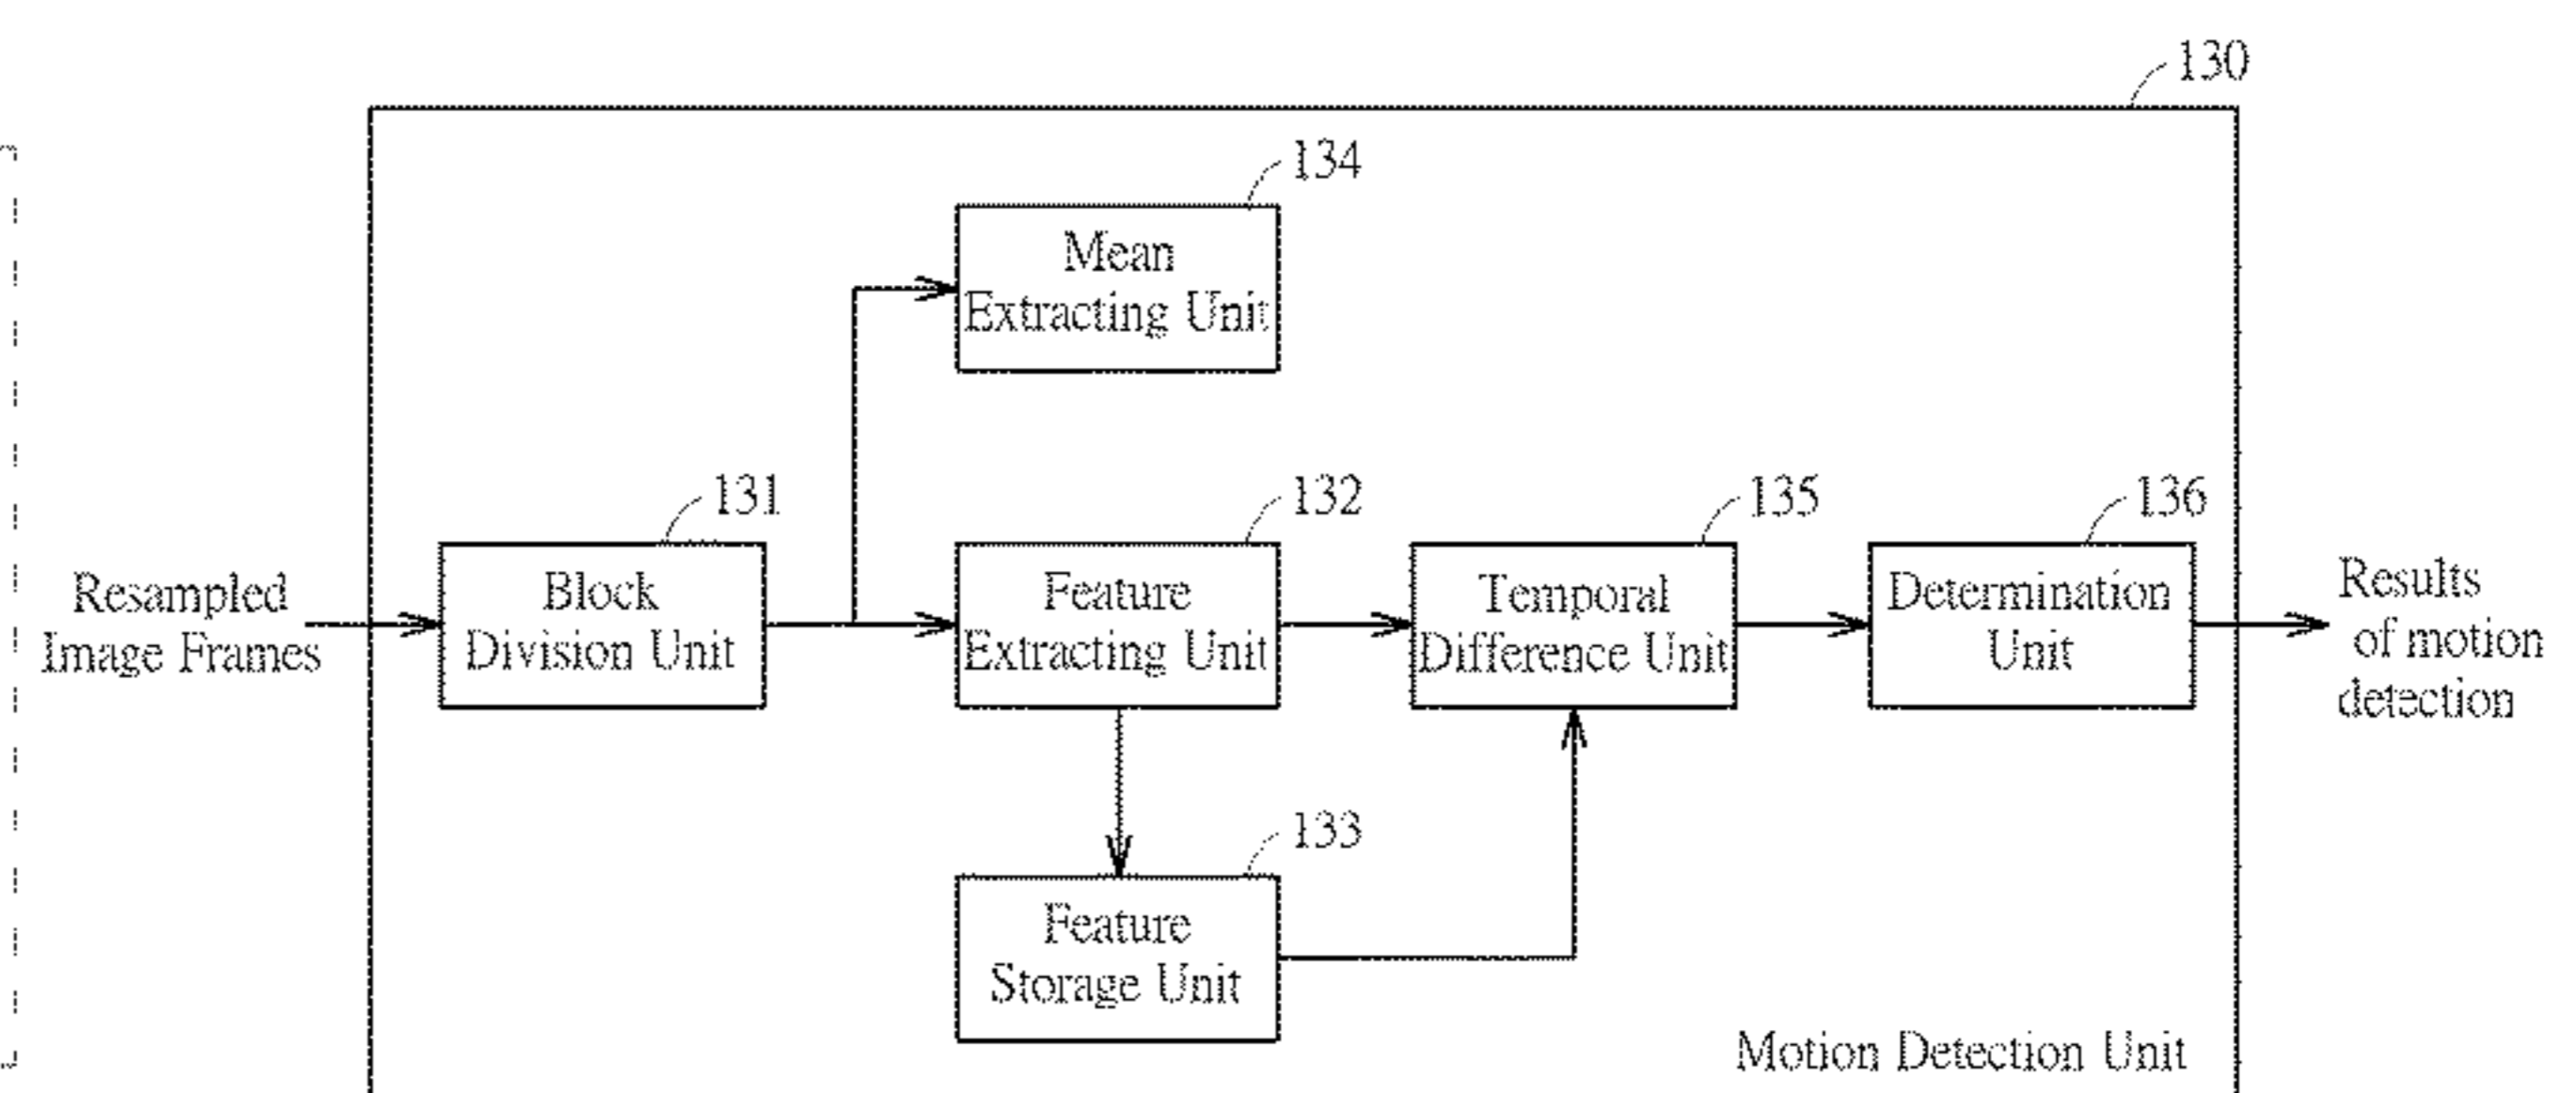 130
134
Mean
Extracting Unit
131
132
135
136
Resampled
Image Frames
Block
Division Unit
Feature
Extracting Unit
Temporal
Difference Unit
Determination
Unit
Results
of motion
detection
133
Feature
Storage Unit
Motion Detection Unit